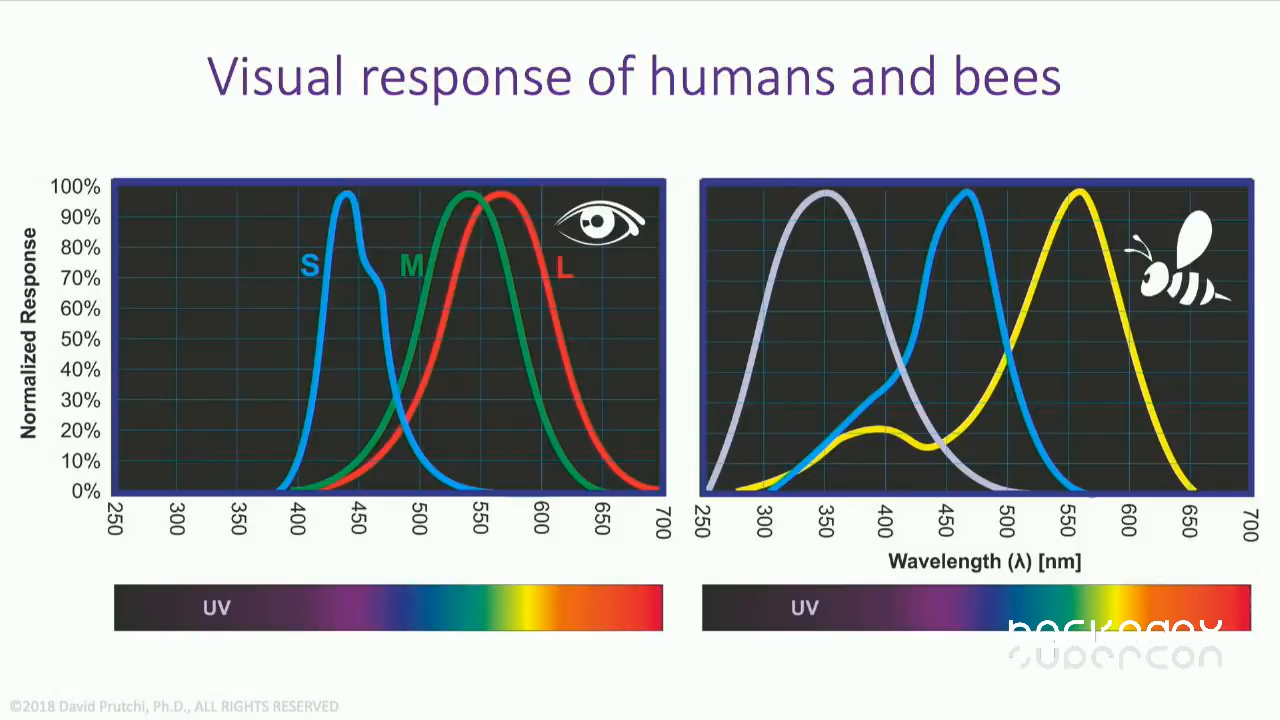 Visual response of humans and bees
Normalized Response
100%
90%
80%
70%
60%
50%
40%
30%
20%
10%
0%
S
M
L
250 300 350 400 450 500 550 600 650 700
250 300 350 400 450 500 550 600 650 700
Wavelength (λ) [nm]
UV
UV
hackaday
supercon
©2018 David Prutchi, Ph.D., ALL RIGHTS RESERVED